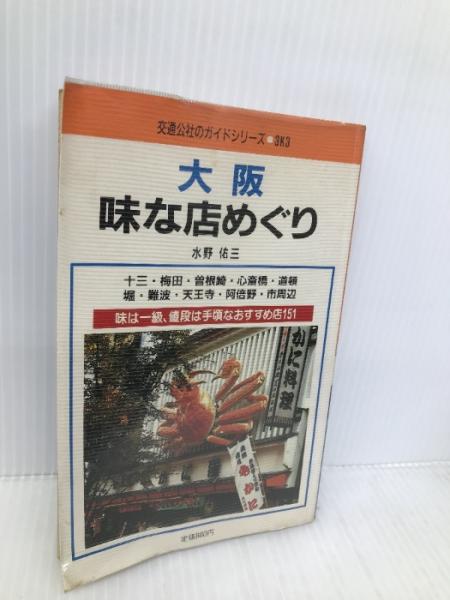 交通公社のガイドシリーズ●3K3
大阪
味な店めぐり
水野 佑三
十三・梅田・曽根崎・心斎橋・道頓
堀・難波・天王寺・阿倍野・市周辺
味は一級、値段は手頃なおすすめ店151
かに料理
かに